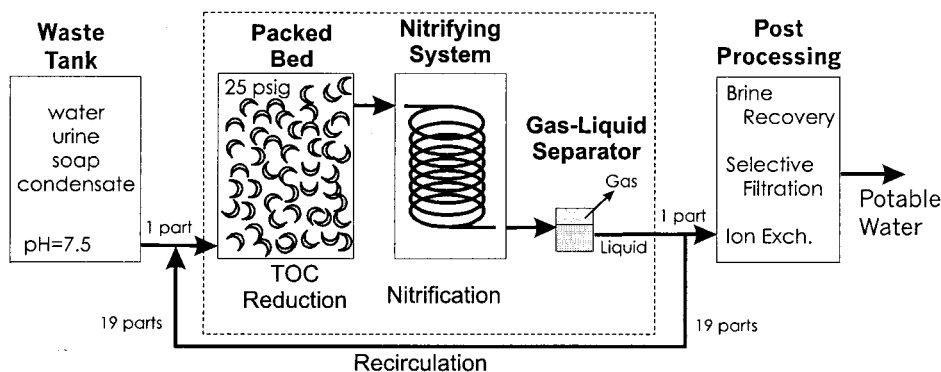 Waste
Tank
water
urine
soap
condensate
pH=7.5
1 part
19 parts
Packed
Bed
25 psig
TOC
Reduction
Nitrifying
System
Nitrification
Gas-Liquid
Separator
Gas
Liquid
1 part
19 parts
Recirculation
Post
Processing
Brine
Recovery
Selective
Filtration
Ion Exch.
Potable
Water